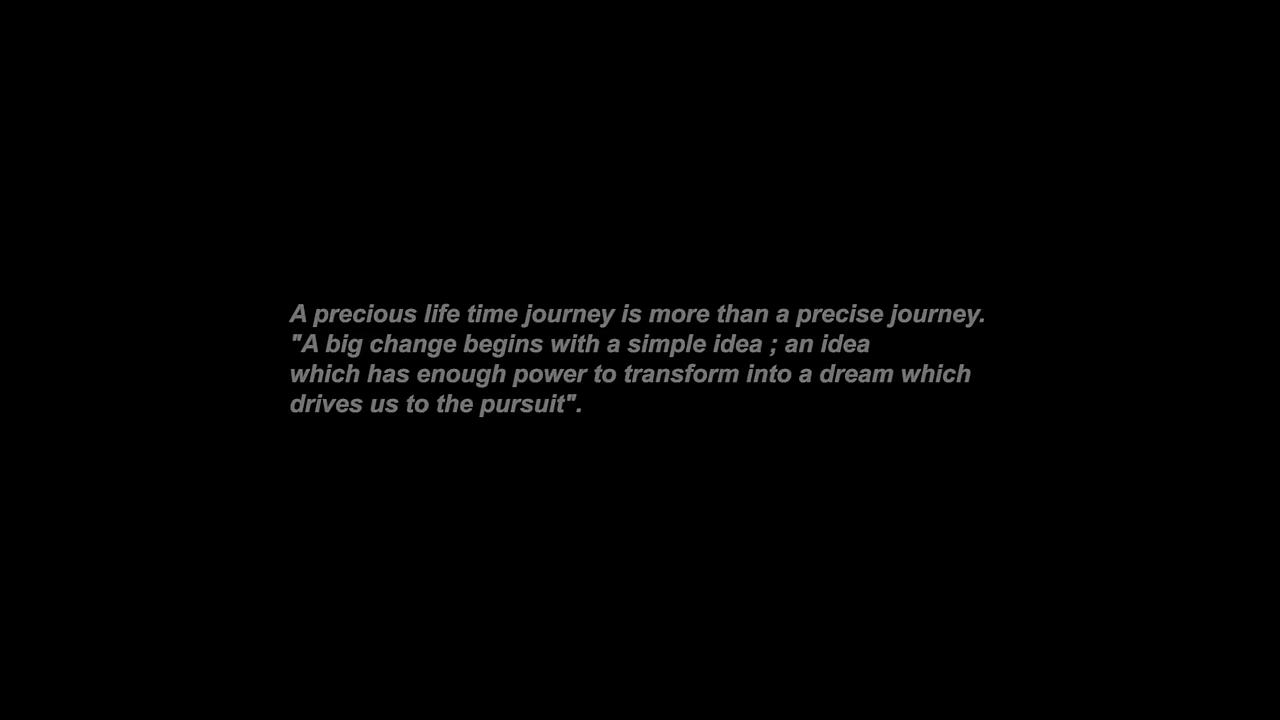 A precious life time journey is more than a precise journey.
"A big change begins with a simple idea ; an idea
which has enough power to transform into a dream which
drives us to the pursuit".